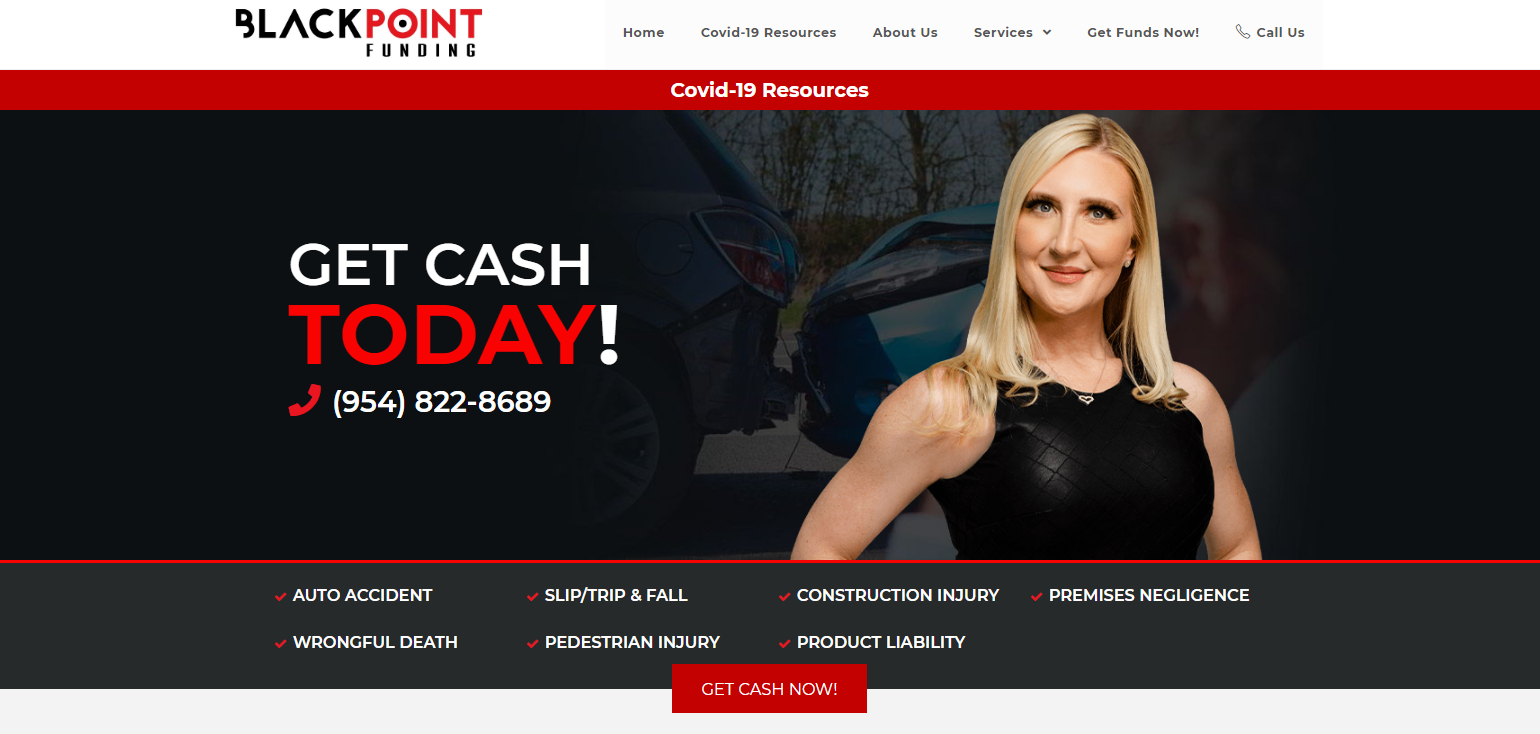 BLACKPOINT
FUNDING
Home Covid-19 Resources About Us Services Get Funds Now! Call Us
Covid-19 Resources
GET CASH
TODAY!
(954) 822-8689
AUTO ACCIDENT SLIP/TRIP & FALL CONSTRUCTION INJURY PREMISES NEGLIGENCE
WRONGFUL DEATH PEDESTRIAN INJURY PRODUCT LIABILITY
GET CASH NOW!